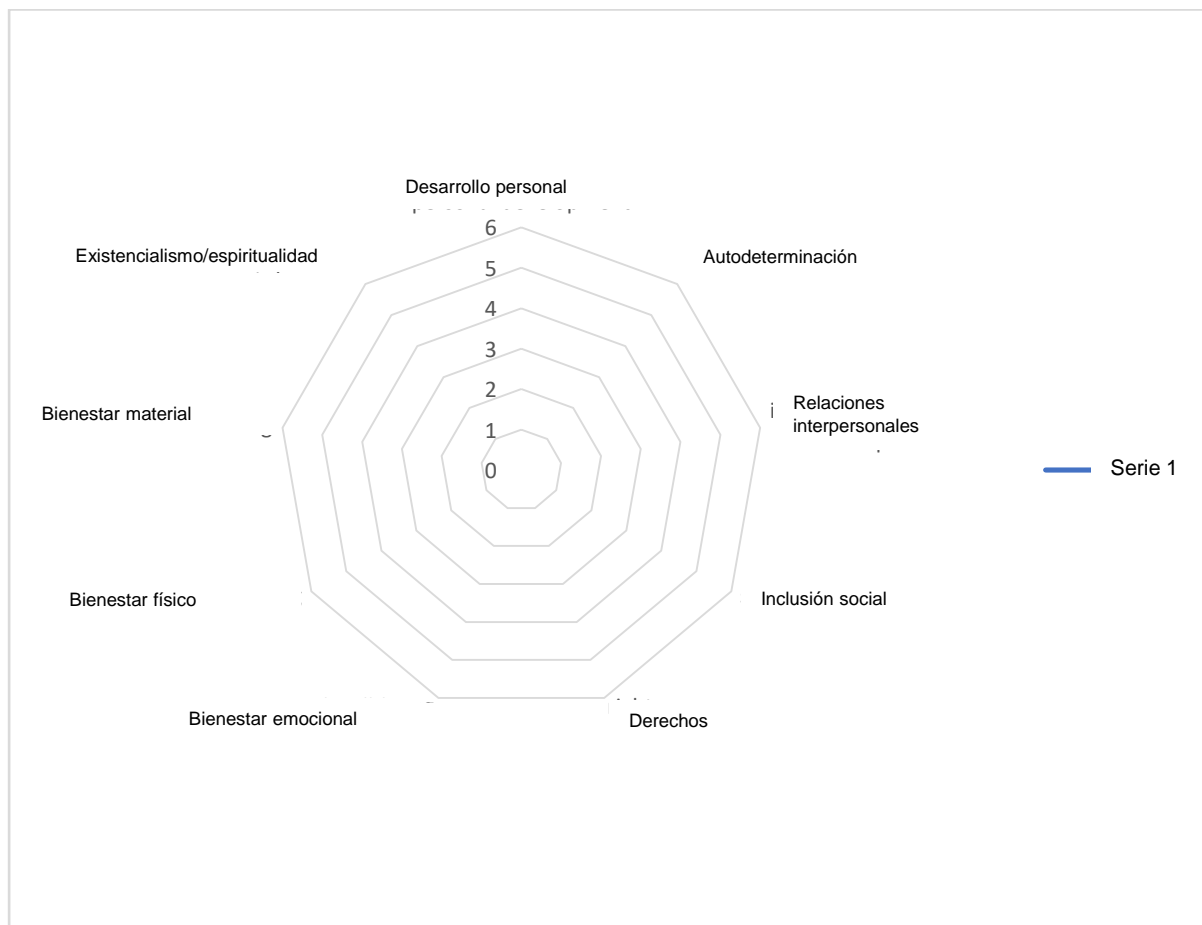 Desarrollo personal
6
Existencialismo/espiritualidad
Autodeterminación
5
4
3
2
Bienestar material
Relaciones
interpersonales
1
0
Serie 1
Bienestar físico
Inclusión social
Bienestar emocional
Derechos